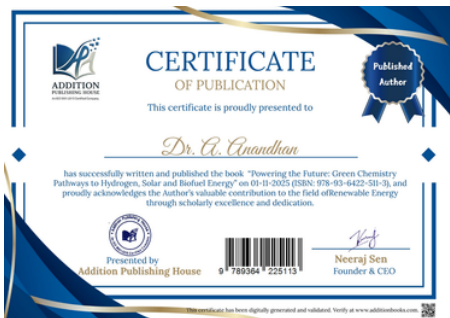 ADDITION
PUBLISHING HOUSE
CERTIFICATE
OF PUBLICATION
This certificate is proudly presented to
Published
Author
Dr. A. Anandhan
has successfully written and published the book "Powering the Future: Green Chemistry
Pathways to Hydrogen, Solar and Biofuel Energy" on 01-11-2025 (ISBN: 978-93-6422-511-3), and
proudly acknowledges the Author's valuable contribution to the field ofRenewable Energy
through scholarly excellence and dedication.
Presented by
Addition Publishing House
9 789364 225113
Neeraj Sen
Founder & CEO
This certificate has been digitally generated and validated. Verify at www.additionbooks.com.